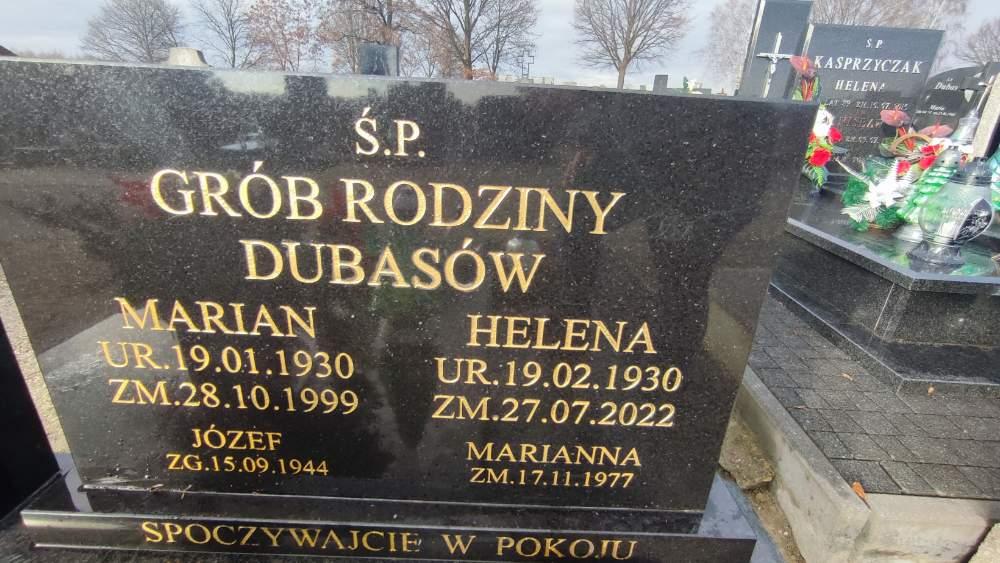 Ś.P.
GRÓB RODZINY
DUBASÓW
MARIAN
UR.19.01.1930
ZM.28.10.1999
HELENA
UR.19.02.1930
ZM.27.07.2022
JÓZEF
ZG.15.09.1944
MARIANNA
ZM.17.11.1977
SPOCZYWAJCIE W POKOJU
Ś.P.
KASPRZYCZAK
HELENA